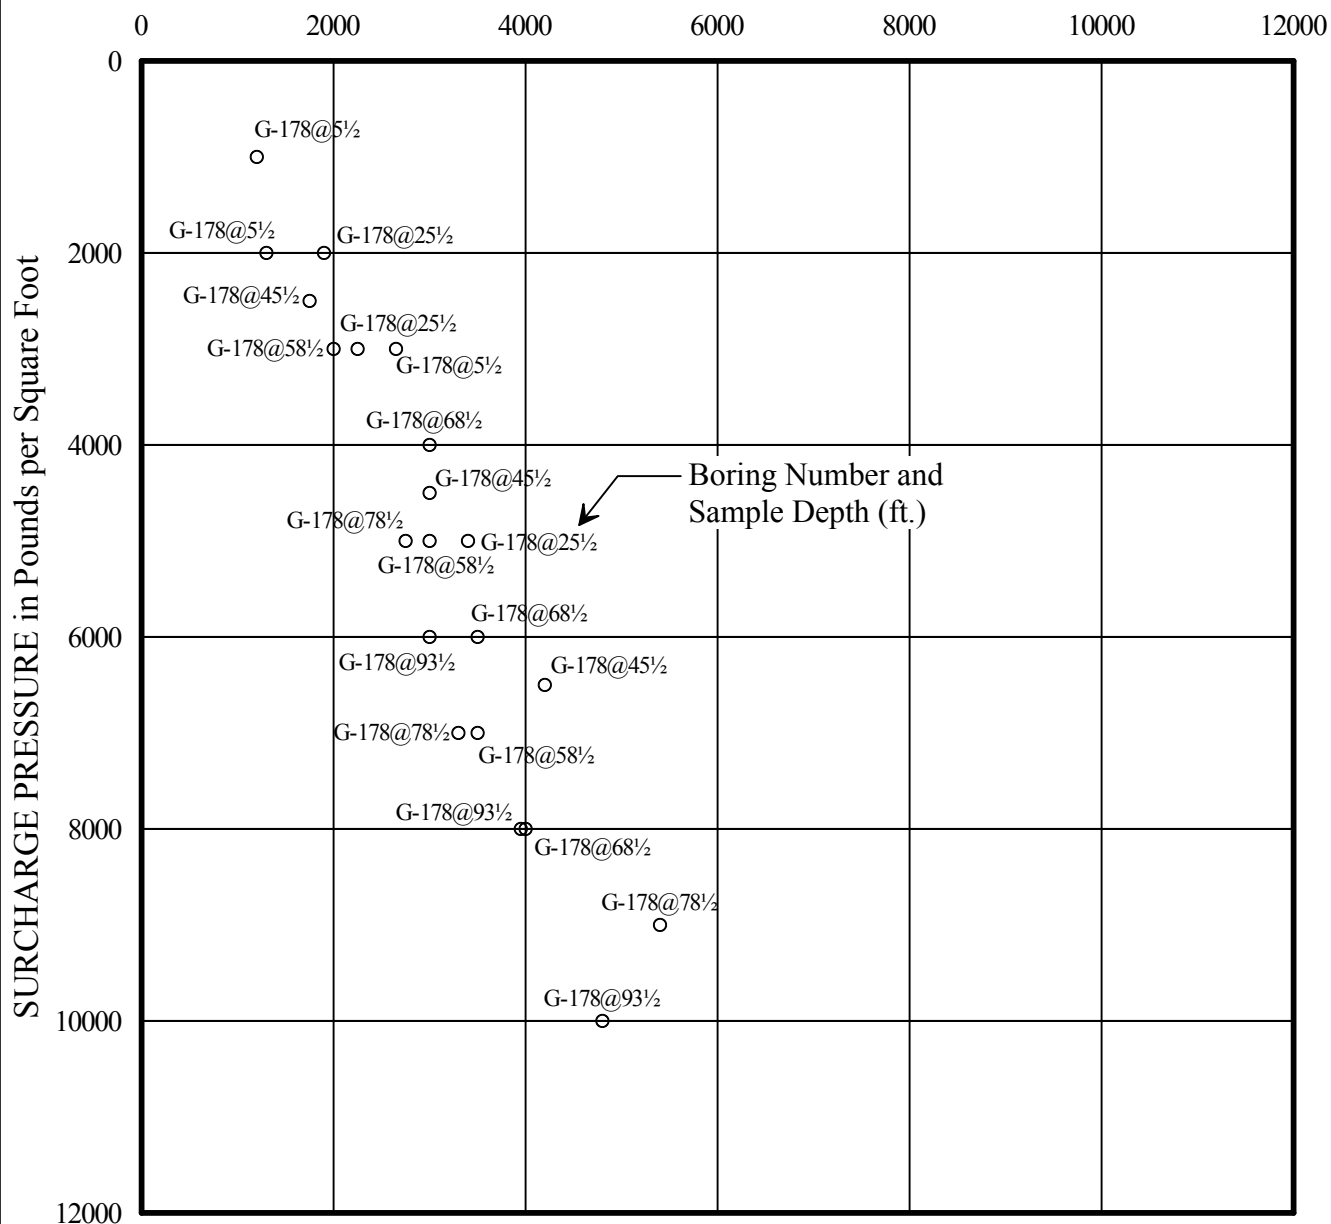 0 2000 4000 6000 8000 10000 12000
0
G-178@5½
G-178@5½
G-178@25½
2000
G-178@45½
G-178@25½
G-178@58½
G-178@5½
G-178@68½
4000
G-178@45½
Boring Number and
Sample Depth (ft.)
G-178@78½
G-178@25½
G-178@58½
G-178@68½
6000
G-178@93½
G-178@45½
G-178@78½
G-178@58½
G-178@93½
8000
G-178@68½
G-178@78½
G-178@93½
10000
12000
SURCHARGE PRESSURE in Pounds per Square Foot